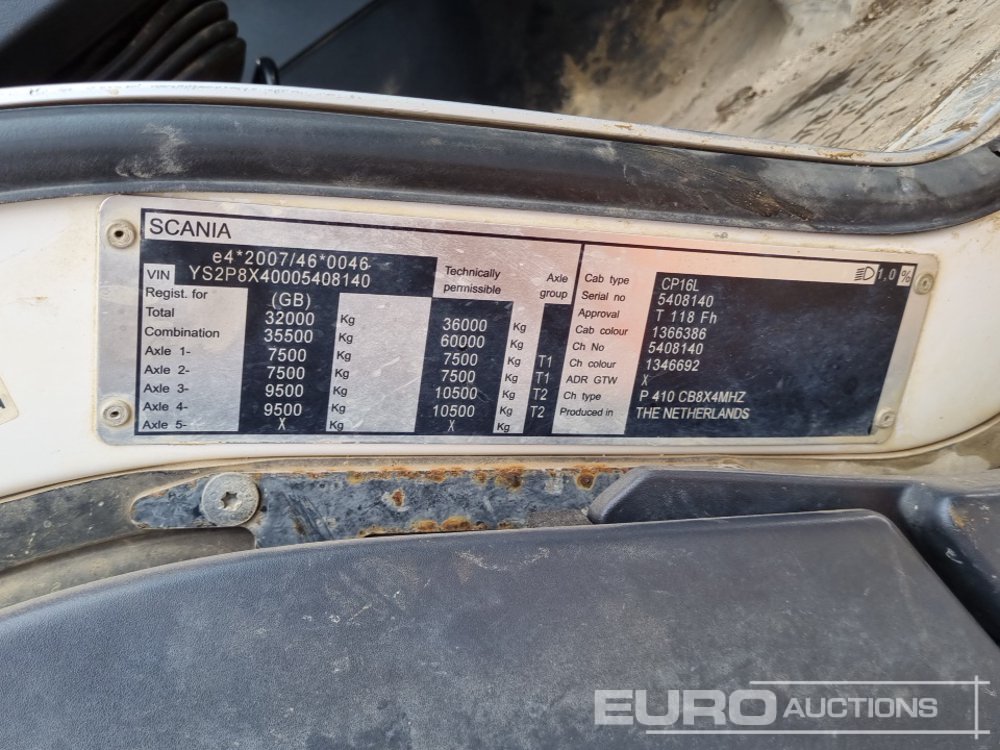 SCANIA
e4*2007/46*0046
VIN YS2P8X40005408140
Technically permissible
Axle group
Regist. for (GB)
Total 32000 Kg 36000 Kg
Combination 35500 Kg 60000 Kg
Axle 1- 7500 Kg 7500 Kg T1
Axle 2- 7500 Kg 7500 Kg T1
Axle 3- 9500 Kg 10500 Kg T2
Axle 4- 9500 Kg 10500 Kg T2
Axle 5- X Kg X Kg
1,0 %
Cab type CP16L
Serial no 5408140
Approval T 118 Fh
Cab colour 1366386
Ch No 5408140
Ch colour 1346692
ADR GTW X
Ch type P 410 CB8X4MHZ
Produced in THE NETHERLANDS
EURO AUCTIONS